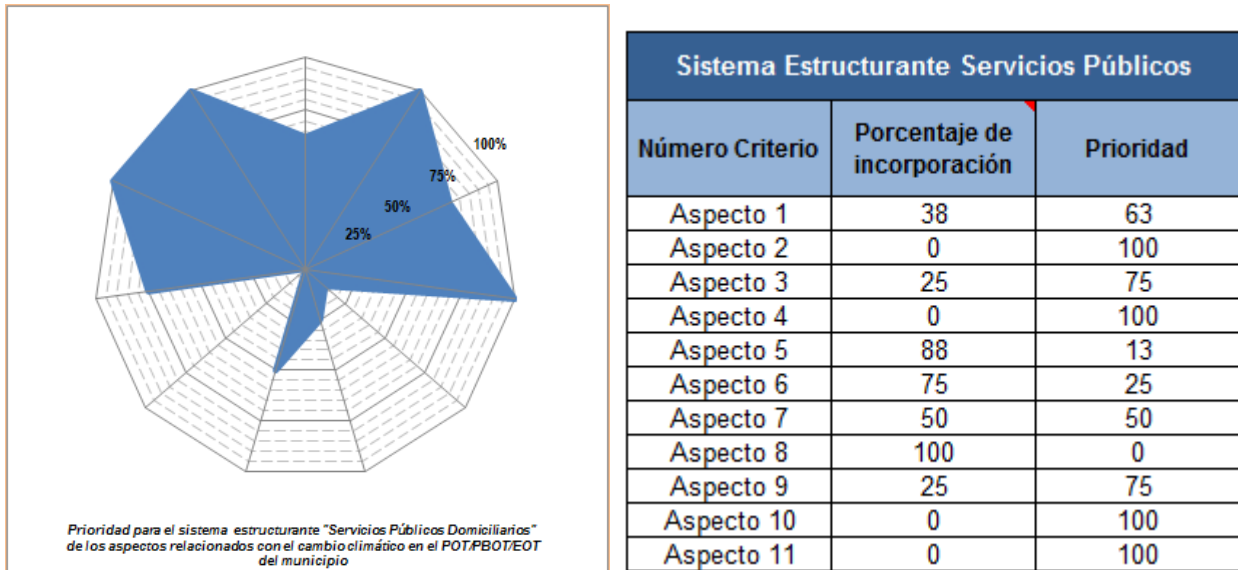 100%
75%
50%
25%
Prioridad para el sistema estructurante "Servicios Públicos Domiciliarios"
de los aspectos relacionados con el cambio climático en el POT/PBOT/EOT
del municipio
Sistema Estructurante Servicios Públicos
Número Criterio Porcentaje de incorporación Prioridad
Aspecto 1 38 63
Aspecto 2 0 100
Aspecto 3 25 75
Aspecto 4 0 100
Aspecto 5 88 13
Aspecto 6 75 25
Aspecto 7 50 50
Aspecto 8 100 0
Aspecto 9 25 75
Aspecto 10 0 100
Aspecto 11 0 100